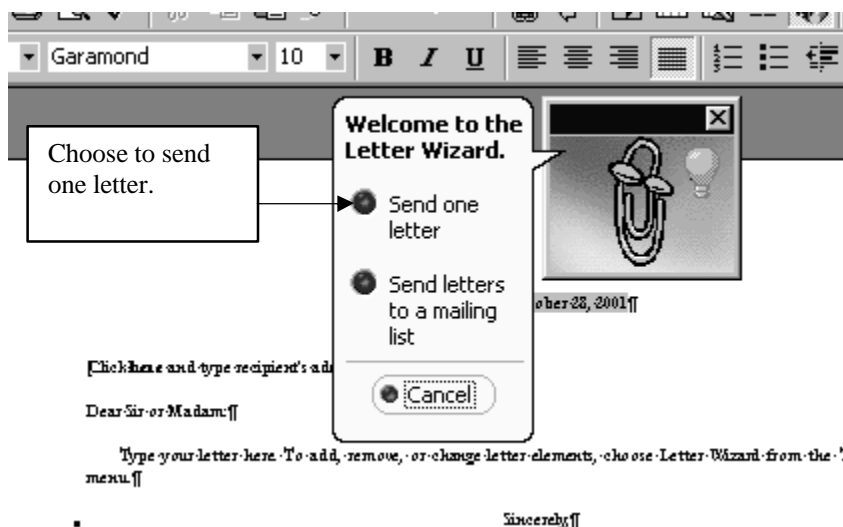 Garamond 10 B I U
Welcome to the
Letter Wizard.
Choose to send
one letter.
Send one
letter
Send letters
to a mailing
list
ober 28, 2001¶
[Click here and type recipient's ad
Cancel
Dear Sir or Madam:¶
Type your letter here. To add, remove, or change letter elements, choose Letter Wizard from the
menu.¶
Sincerely,¶